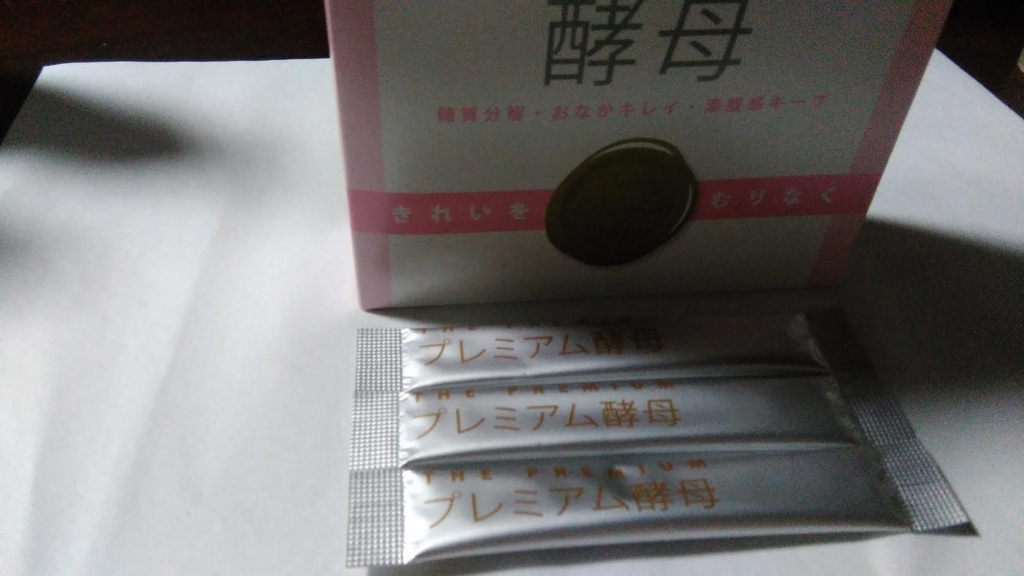 酵母
糖質分解・おなかキレイ・満腹感キープ
きれいを むりなく
THE PREMIUM
プレミアム酵母
THE PREMIUM
プレミアム酵母
THE PREMIUM
プレミアム酵母